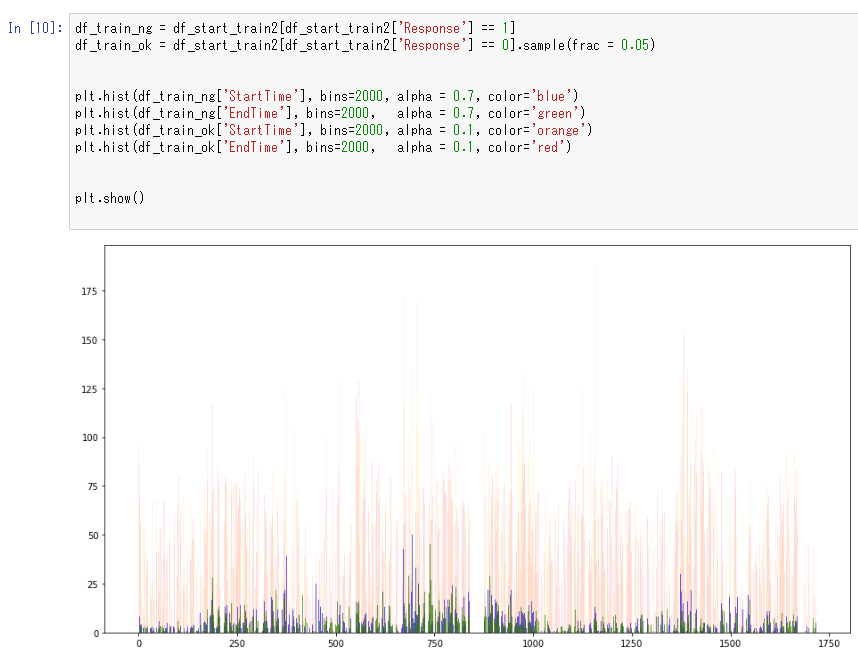 In [10]: df_train_ng = df_start_train2[df_start_train2['Response'] == 1]
df_train_ok = df_start_train2[df_start_train2['Response'] == 0].sample(frac = 0.05)
plt.hist(df_train_ng['StartTime'], bins=2000, alpha = 0.7, color='blue')
plt.hist(df_train_ng['EndTime'], bins=2000,   alpha = 0.7, color='green')
plt.hist(df_train_ok['StartTime'], bins=2000, alpha = 0.1, color='orange')
plt.hist(df_train_ok['EndTime'], bins=2000,   alpha = 0.1, color='red')
plt.show()
175
150
125
100
75
50
25
0
0 250 500 750 1000 1250 1500 1750